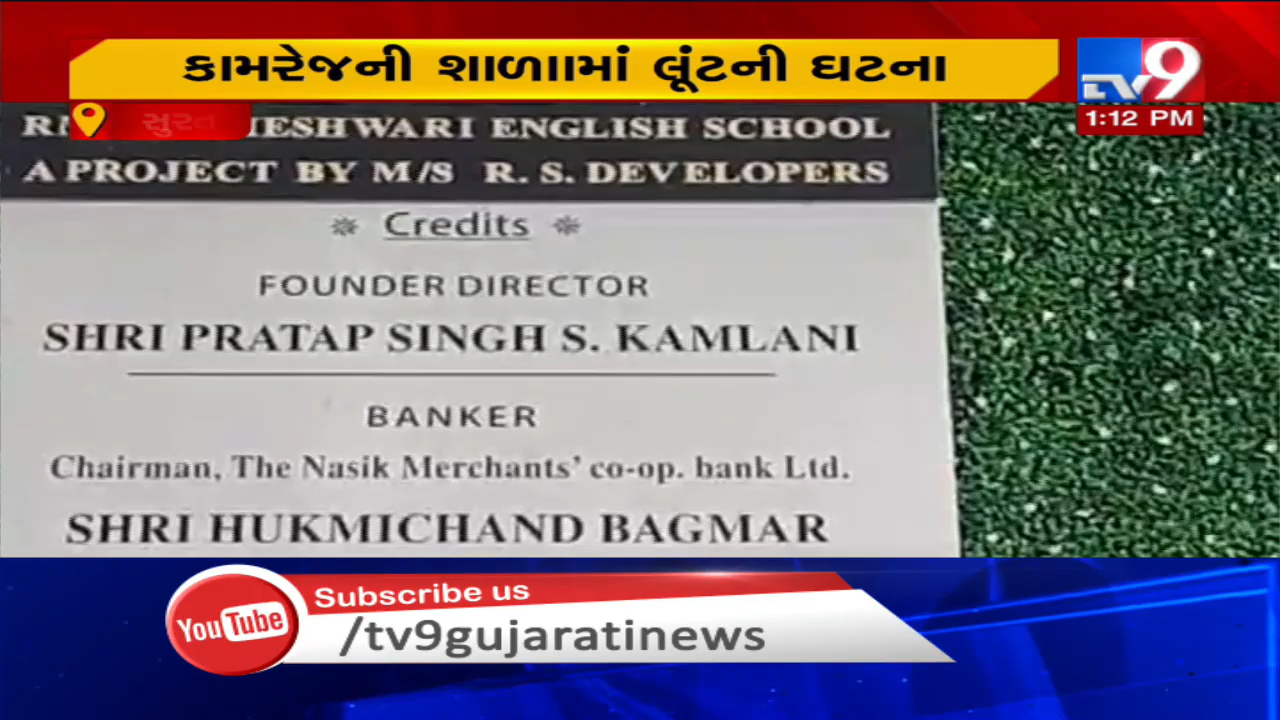 કામરેજની શાળાામાં લૂંટની ઘટના
TV9
1:12 PM
સુરત
ENGLISH SCHOOL
A PROJECT BY M/S R. S. DEVELOPERS
Credits
FOUNDER DIRECTOR
SHRI PRATAP SINGH S. KAMLANI
BANKER
Chairman, The Nasik Merchants' co-op. bank Ltd.
SHRI HUKMICHAND BAGMAR
YouTube
Subscribe us
/tv9gujaratinews